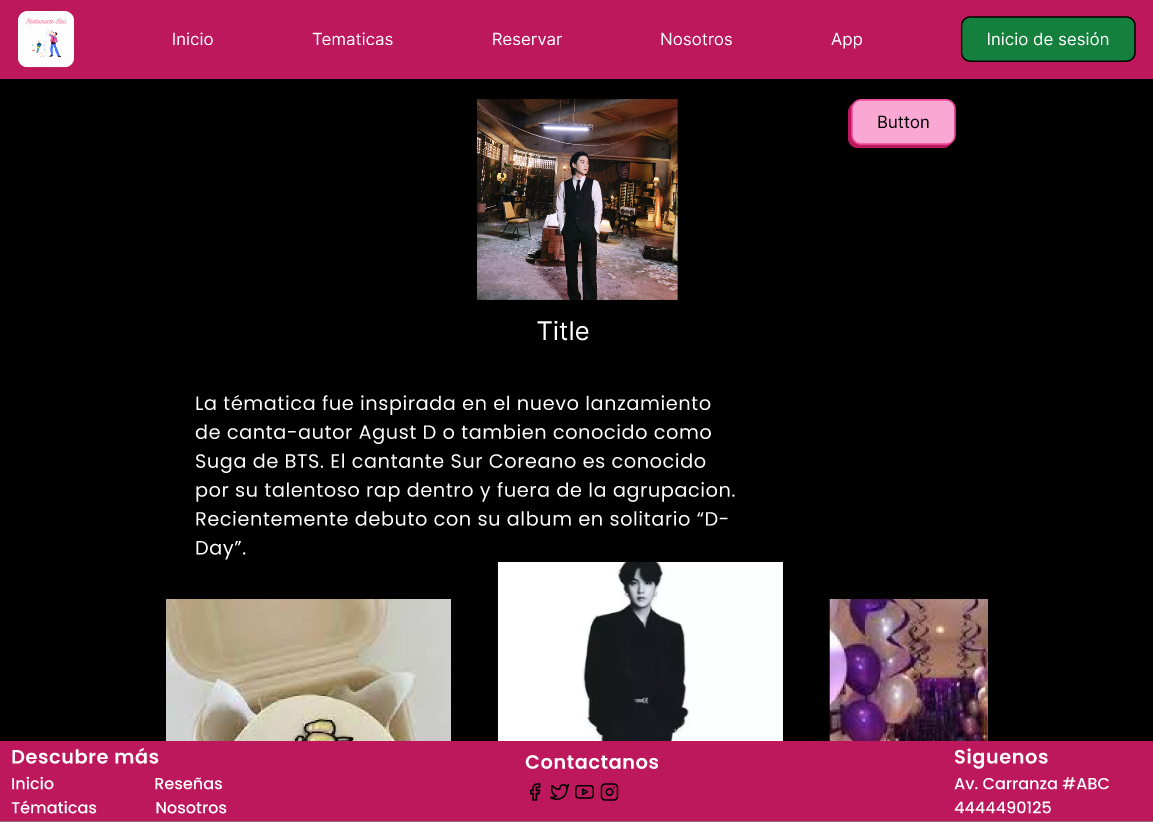 Inicio
Tematicas
Reservar
Nosotros
App
Inicio de sesión
Button
Title
La tématica fue inspirada en el nuevo lanzamiento
de canta-autor Agust D o tambien conocido como
Suga de BTS. El cantante Sur Coreano es conocido
por su talentoso rap dentro y fuera de la agrupacion.
Recientemente debuto con su album en solitario “D-
Day”.
Descubre más
Inicio
Reseñas
Tématicas
Nosotros
Contactanos
Siguenos
Av. Carranza #ABC
4444490125